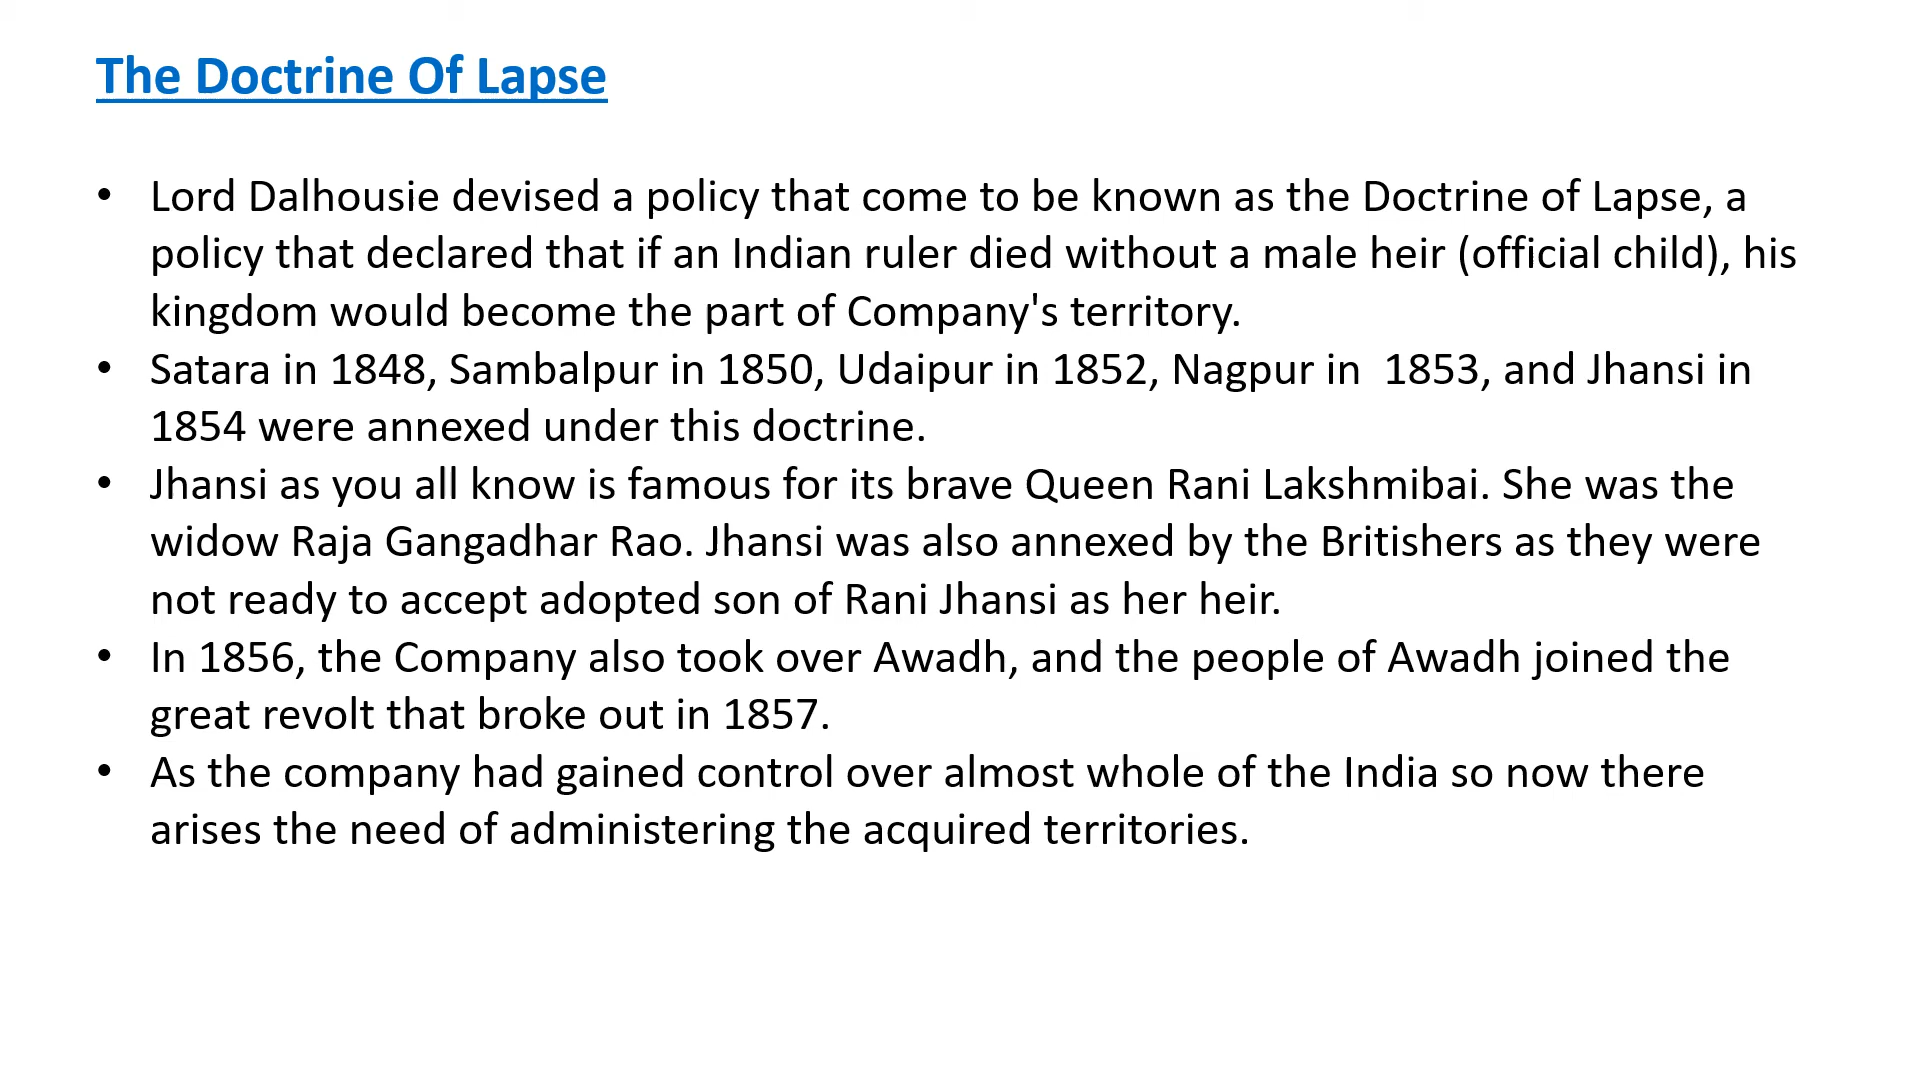 The Doctrine Of Lapse
• Lord Dalhousie devised a policy that come to be known as the Doctrine of Lapse, a
policy that declared that if an Indian ruler died without a male heir (official child), his
kingdom would become the part of Company's territory.
• Satara in 1848, Sambalpur in 1850, Udaipur in 1852, Nagpur in  1853, and Jhansi in
1854 were annexed under this doctrine.
• Jhansi as you all know is famous for its brave Queen Rani Lakshmibai. She was the
widow Raja Gangadhar Rao. Jhansi was also annexed by the Britishers as they were
not ready to accept adopted son of Rani Jhansi as her heir.
• In 1856, the Company also took over Awadh, and the people of Awadh joined the
great revolt that broke out in 1857.
• As the company had gained control over almost whole of the India so now there
arises the need of administering the acquired territories.